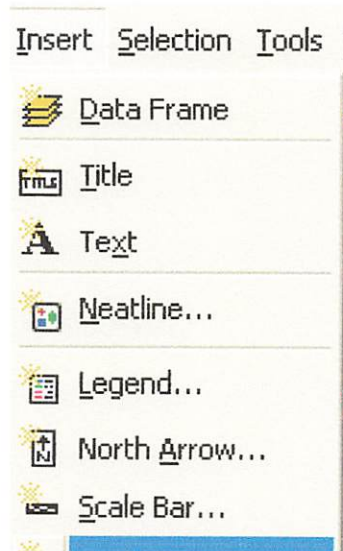 Insert Selection Tools
Data Frame
Title
Text
Neatline...
Legend...
North Arrow...
Scale Bar...